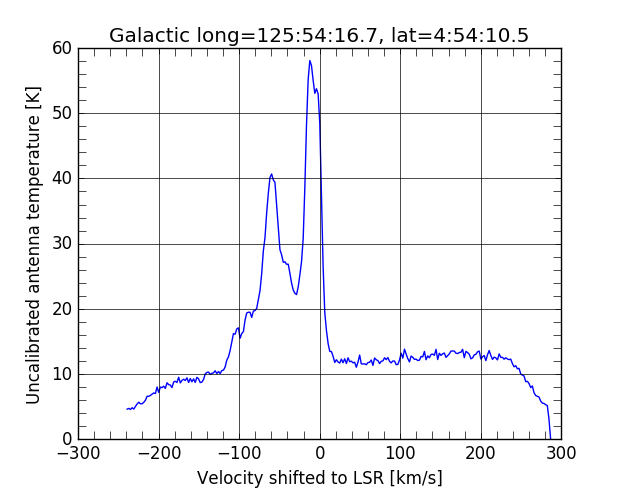 Galactic long=125:54:16.7, lat=4:54:10.5
Uncalibrated antenna temperature [K]
60
50
40
30
20
10
0
−300 −200 −100 0 100 200 300
Velocity shifted to LSR [km/s]